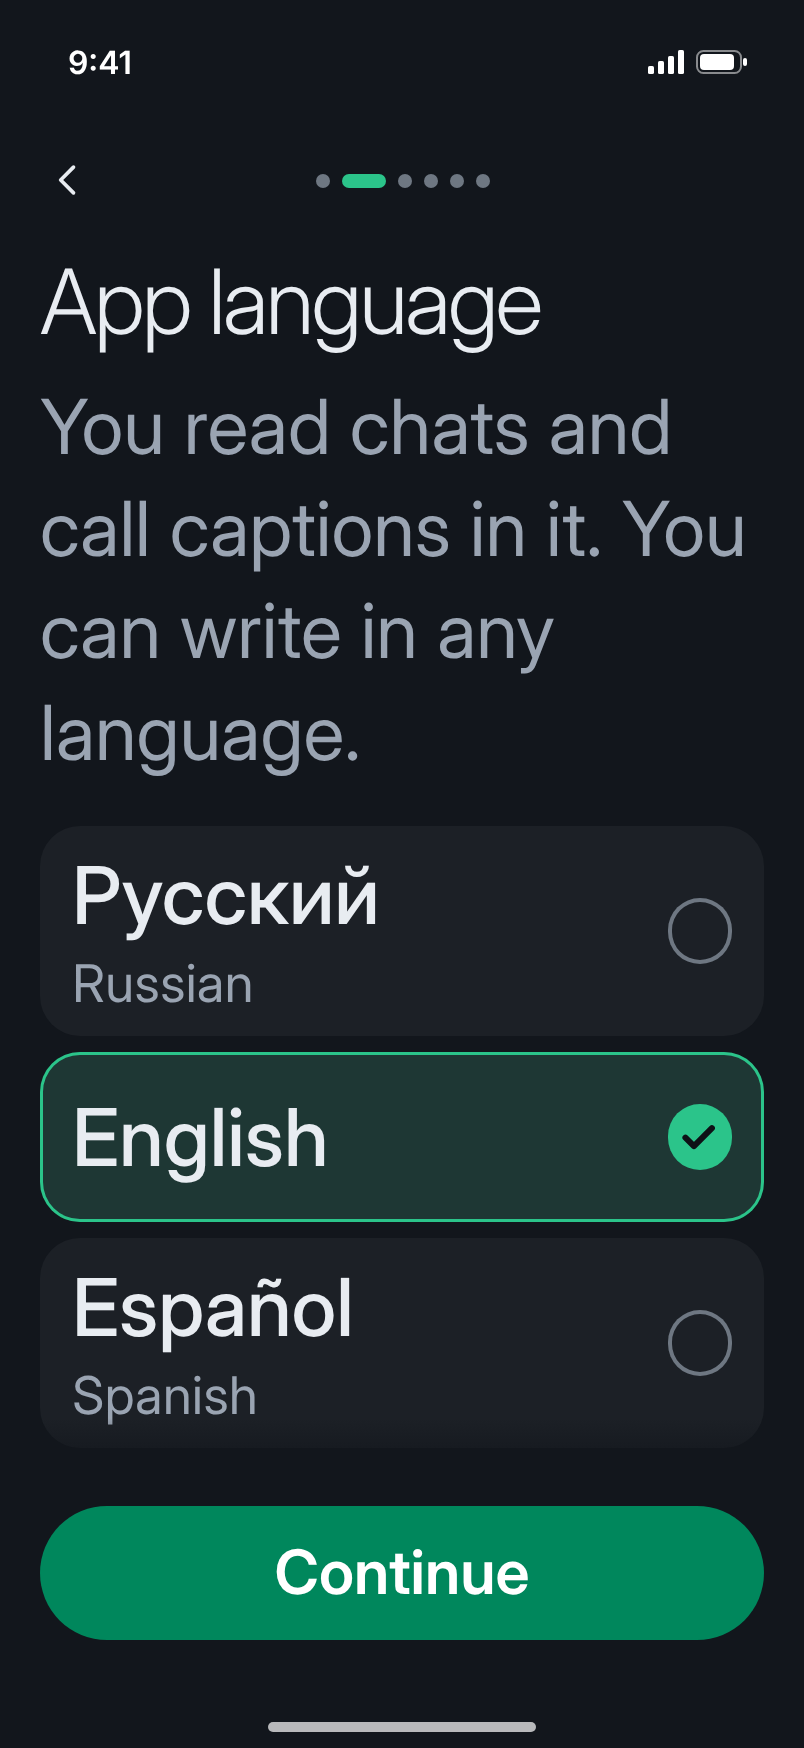 9:41
App language
You read chats and
call captions in it. You
can write in any
language.
Русский
Russian
English
Español
Spanish
Continue